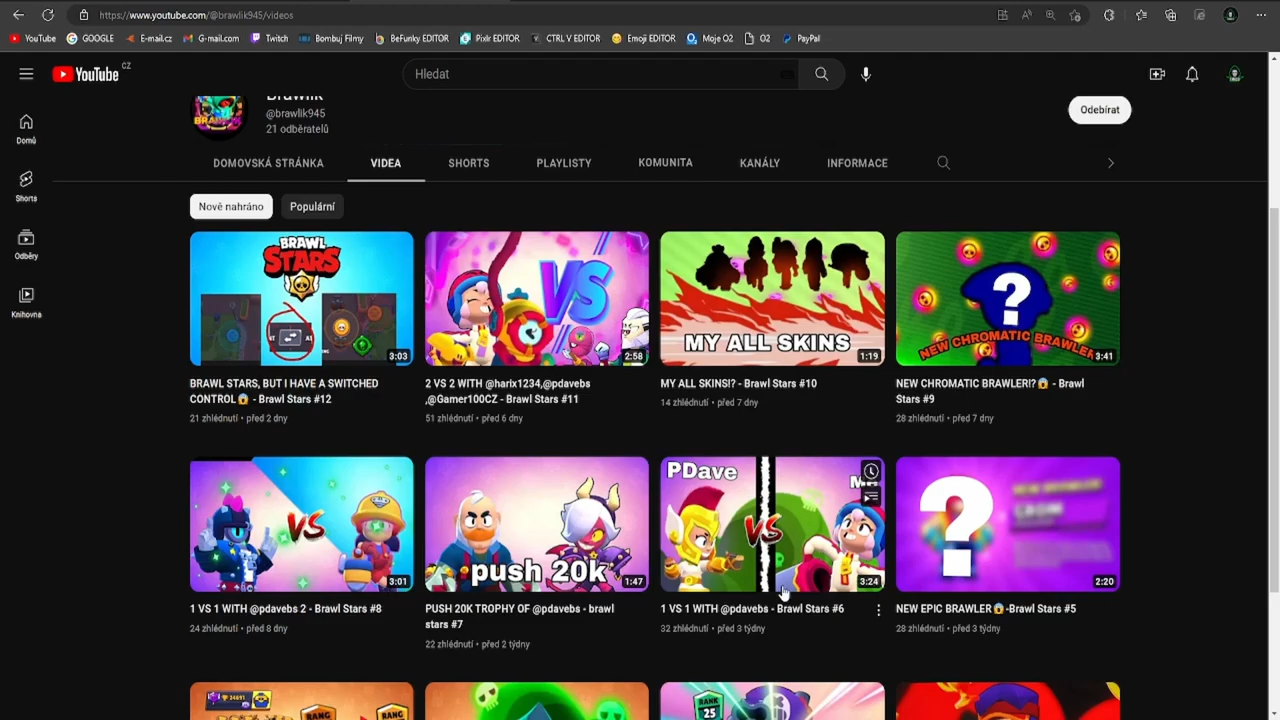 https://www.youtube.com/@brawlik945/videos
YouTube GOOGLE E-mail.cz G-mail.com Twitch Bombuj Filmy BeFunky EDITOR Pixlr EDITOR CTRL V EDITOR Emoji EDITOR Moje O2 O2 PayPal
YouTube CZ
Hledat
Brawlik
@brawlik945
21 odběratelů
Odebírat
Domů
Shorts
Odběry
Knihovna
DOMOVSKÁ STRÁNKA VIDEA SHORTS PLAYLISTY KOMUNITA KANÁLY INFORMACE
Nově nahráno Populární
BRAWL
STARS
3:03
VS
2:58
MY ALL SKINS
1:19
?
NEW CHROMATIC BRAWLER
3:41
BRAWL STARS, BUT I HAVE A SWITCHED
CONTROL😱 - Brawl Stars #12
21 zhlédnutí • před 2 dny
2 VS 2 WITH @harix1234,@pdavebs
,@Gamer100CZ - Brawl Stars #11
51 zhlédnutí • před 6 dny
MY ALL SKINS!? - Brawl Stars #10
14 zhlédnutí • před 7 dny
NEW CHROMATIC BRAWLER!?😱 - Brawl
Stars #9
28 zhlédnutí • před 7 dny
VS
3:01
push 20k
1:47
PDave
VS
3:24
?
2:20
1 VS 1 WITH @pdavebs 2 - Brawl Stars #8
24 zhlédnutí • před 8 dny
PUSH 20K TROPHY OF @pdavebs - brawl
stars #7
22 zhlédnutí • před 2 týdny
1 VS 1 WITH @pdavebs - Brawl Stars #6
32 zhlédnutí • před 3 týdny
NEW EPIC BRAWLER😱-Brawl Stars #5
28 zhlédnutí • před 3 týdny
RANK
RANK
RANK
25